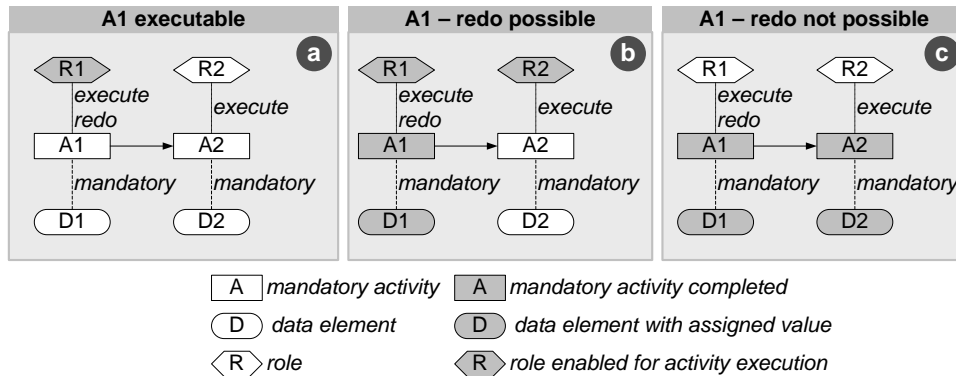 A1 executable
a
R1 R2
execute
redo
execute
A1 A2
mandatory mandatory
D1 D2
A1 – redo possible
b
R1 R2
execute
redo
execute
A1 A2
mandatory mandatory
D1 D2
A1 – redo not possible
c
R1 R2
execute
redo
execute
A1 A2
mandatory mandatory
D1 D2
A mandatory activity
A mandatory activity completed
D data element
D data element with assigned value
R role
R role enabled for activity execution